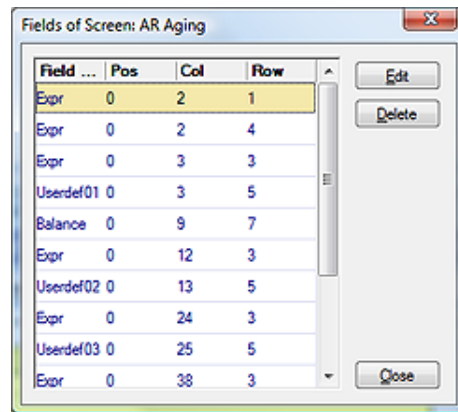 Fields of Screen: AR Aging
Field ... Pos Col Row
Expr 0 2 1
Expr 0 2 4
Expr 0 3 3
Userdef01 0 3 5
Balance 0 9 7
Expr 0 12 3
Userdef02 0 13 5
Expr 0 24 3
Userdef03 0 25 5
Expr 0 38 3
Edit
Delete
Close